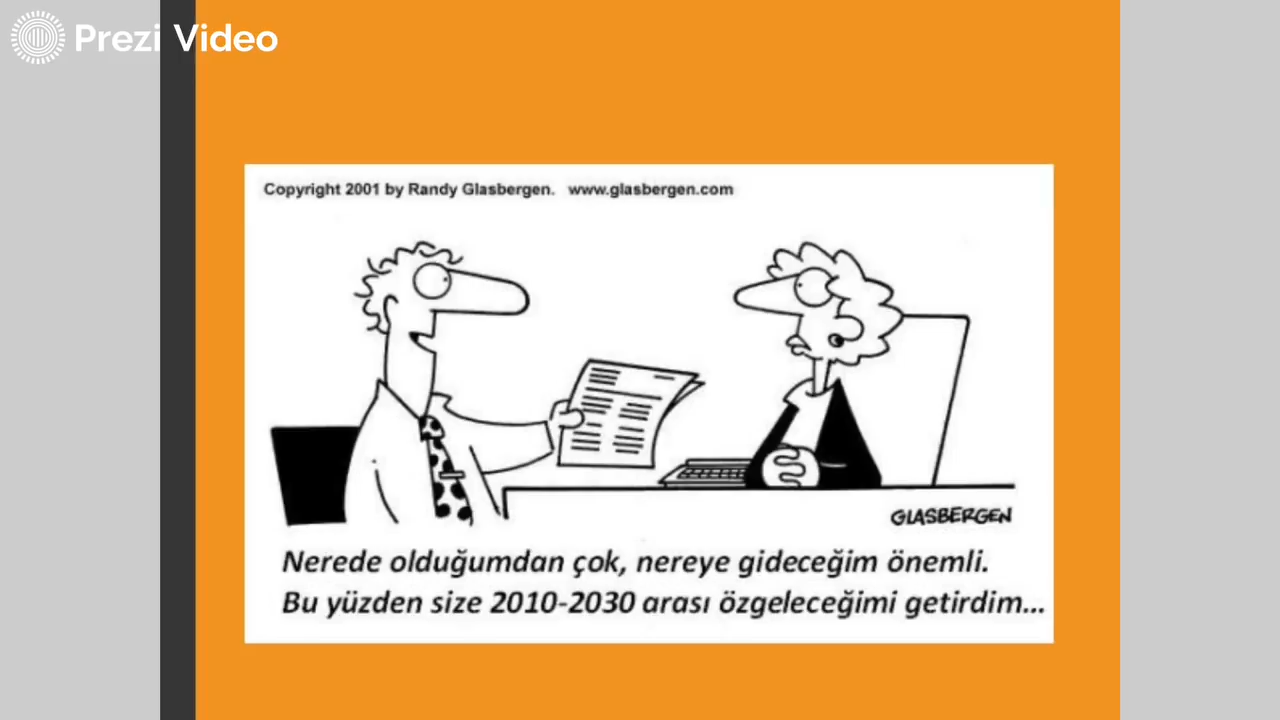 Prezi Video
Copyright 2001 by Randy Glasbergen. www.glasbergen.com
GLASBERGEN
Nerede olduğumdan çok, nereye gideceğim önemli.
Bu yüzden size 2010-2030 arası özgeleceğimi getirdim...